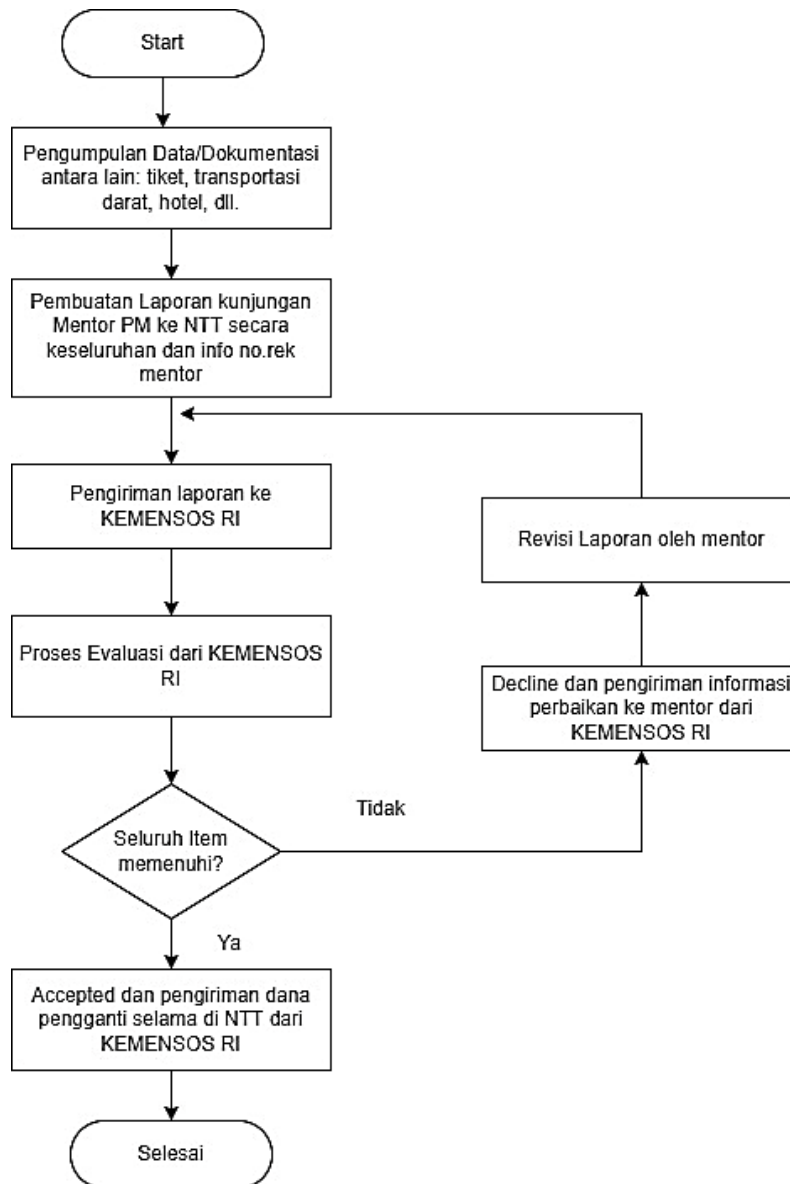 Start
Pengumpulan Data/Dokumentasi
antara lain: tiket, transportasi
darat, hotel, dll.
Pembuatan Laporan kunjungan
Mentor PM ke NTT secara
keseluruhan dan info no.rek
mentor
Pengiriman laporan ke
KEMENSOS RI
Proses Evaluasi dari KEMENSOS
RI
Seluruh Item
memenuhi?
Tidak
Decline dan pengiriman informasi
perbaikan ke mentor dari
KEMENSOS RI
Revisi Laporan oleh mentor
Ya
Accepted dan pengiriman dana
pengganti selama di NTT dari
KEMENSOS RI
Selesai